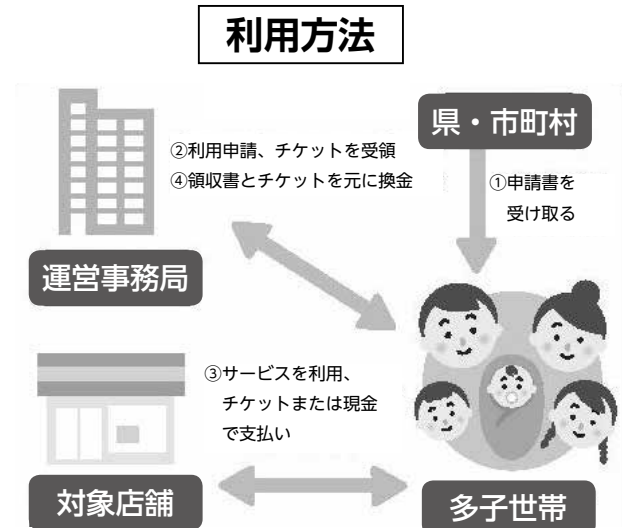 利用方法
県・市町村
②利用申請、チケットを受領
④領収書とチケットを元に換金
①申請書を
受け取る
運営事務局
③サービスを利用、
チケットまたは現金
で支払い
対象店舗
多子世帯